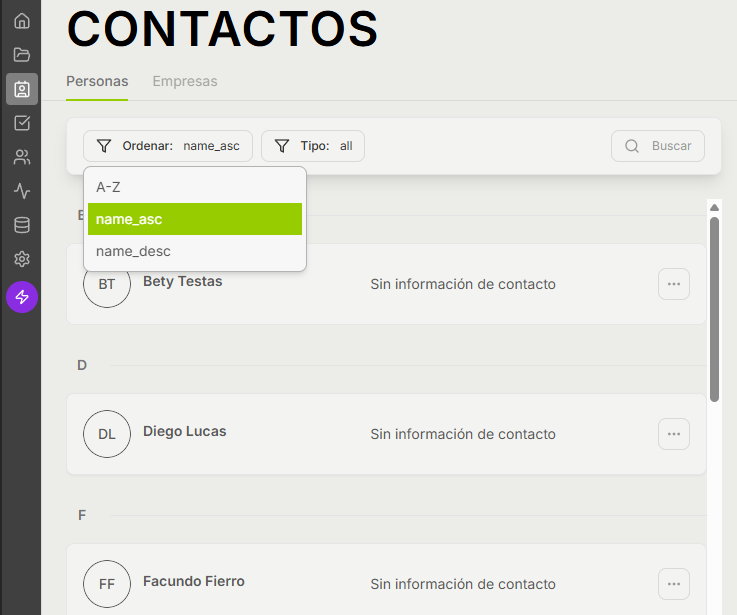 CONTACTOS
Personas Empresas
Ordenar: name_asc Tipo: all Buscar
A-Z
name_asc
name_desc
BT Bety Testas Sin información de contacto
D
DL Diego Lucas Sin información de contacto
F
FF Facundo Fierro Sin información de contacto